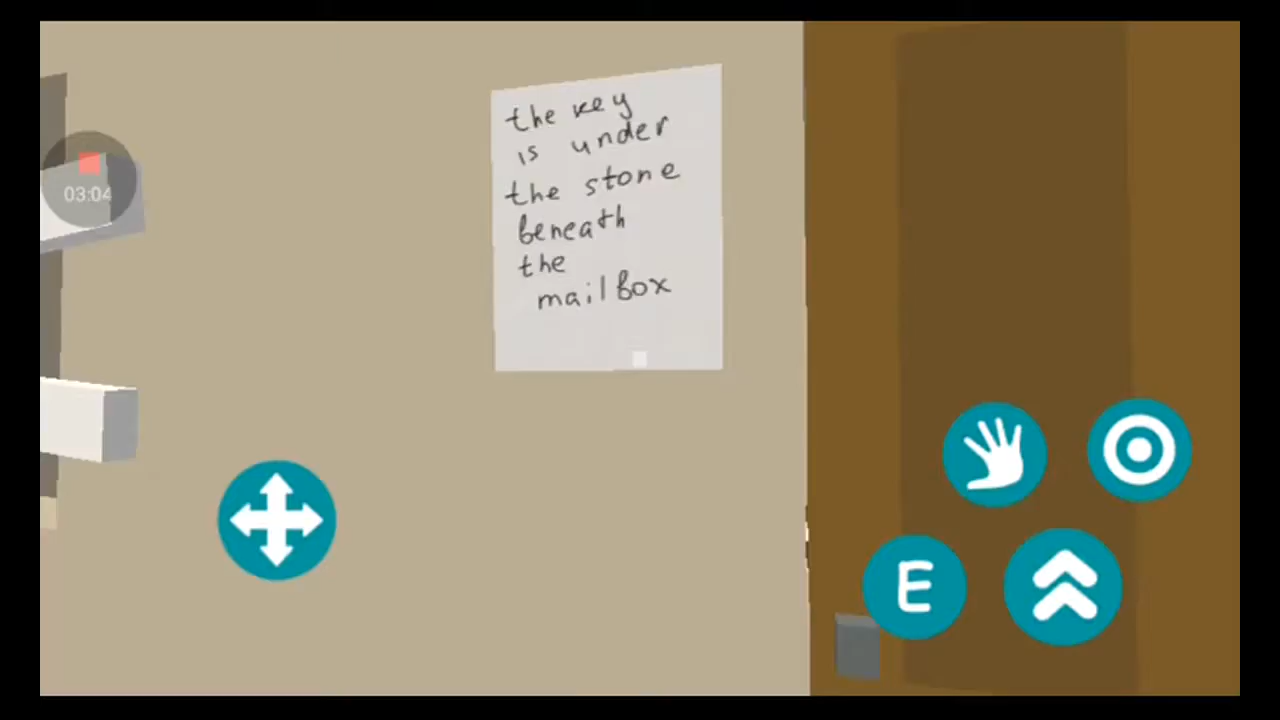 the key
is under
the stone
beneath
the
mailbox
03:04
E